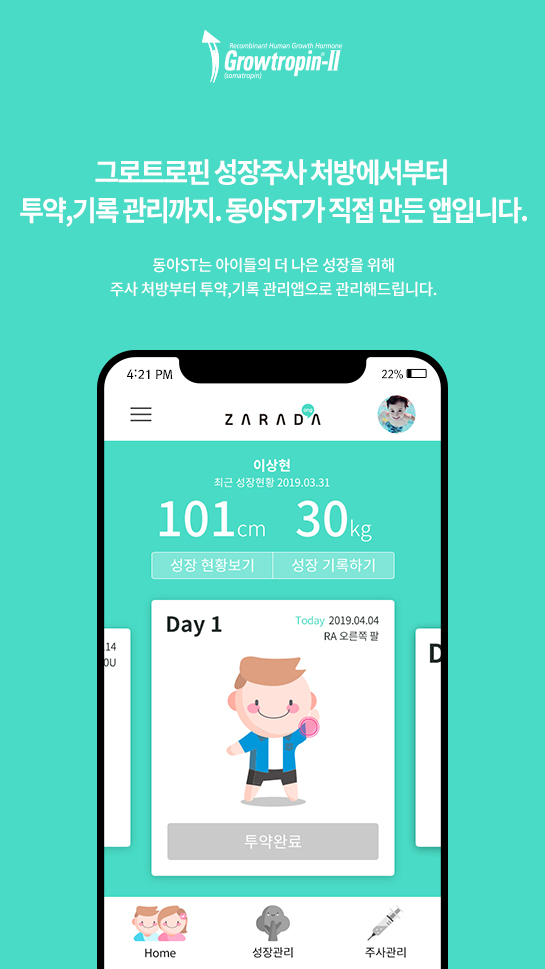 Recombinant Human Growth Hormone
Growtropin®-II
(somatropin)
그로트로핀 성장주사 처방에서부터
투약,기록 관리까지. 동아ST가 직접 만든 앱입니다.
동아ST는 아이들의 더 나은 성장을 위해
주사 처방부터 투약,기록 관리앱으로 관리해드립니다.
4:21 PM 22%
ZARADA
이상현
최근 성장현황 2019.03.31
101cm 30kg
성장 현황보기 성장 기록하기
Day 1
Today 2019.04.04
RA 오른쪽 팔
.14
0U
D
투약완료
Home 성장관리 주사관리